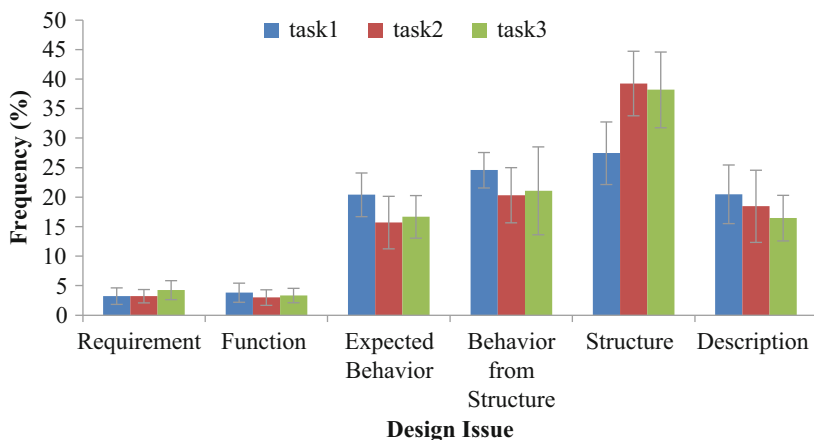 50
task1 task2 task3
45
40
35
30
25
20
15
10
5
0
Frequency (%)
Requirement Function Expected Behavior Structure Description
Behavior from
Structure
Design Issue